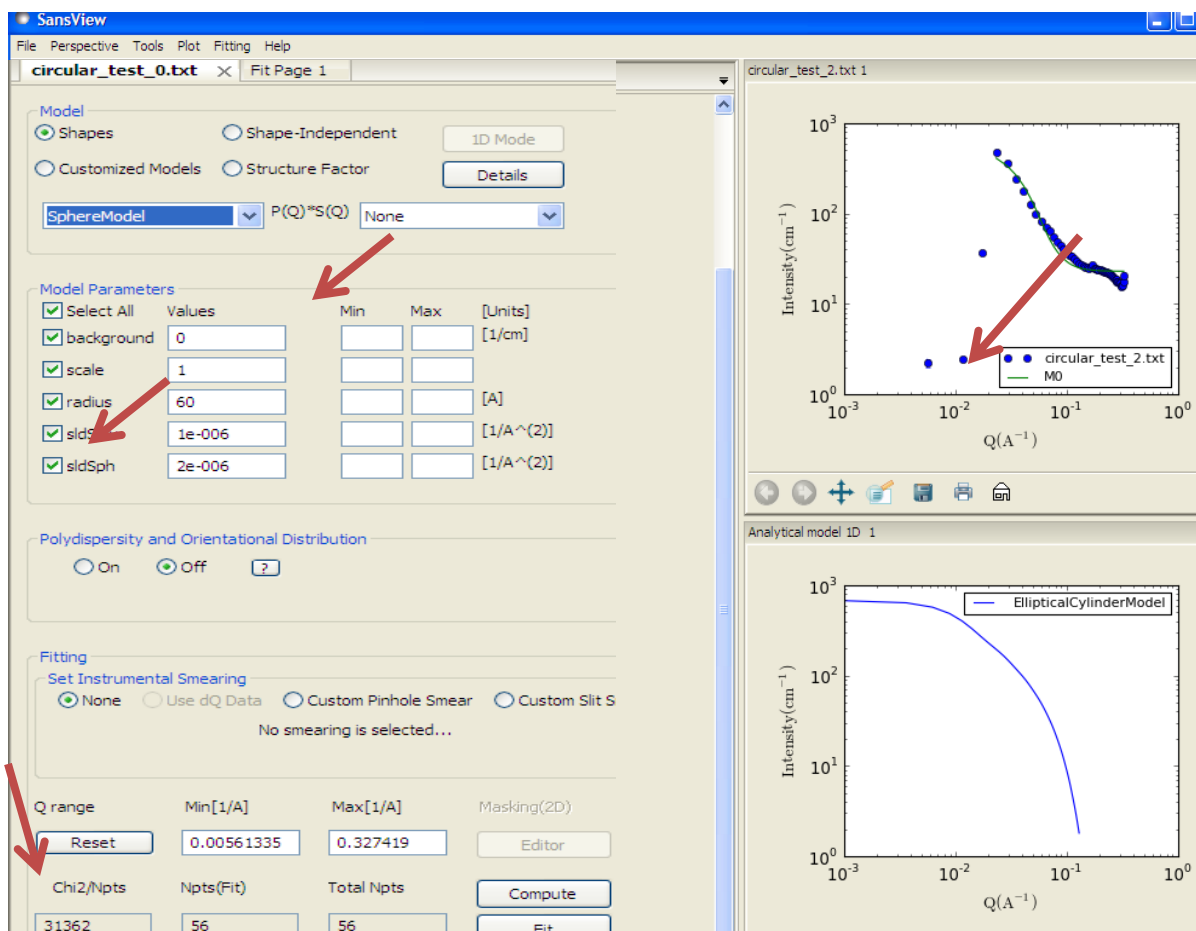 SansView
File Perspective Tools Plot Fitting Help
circular_test_0.txt Fit Page 1
Model
Shapes Shape-Independent 1D Mode
Customized Models Structure Factor Details
SphereModel P(Q)*S(Q) None
Model Parameters
Select All Values Min Max [Units]
background 0 [1/cm]
scale 1
radius 60 [A]
1e-006 [1/A^(2)]
sldSph 2e-006 [1/A^(2)]
Polydispersity and Orientational Distribution
On Off ?
Fitting
Set Instrumental Smearing
None Use dQ Data Custom Pinhole Smear Custom Slit S
No smearing is selected...
Q range Min[1/A] Max[1/A] Masking(2D)
Reset 0.00561335 0.327419 Editor
Chi2/Npts Npts(Fit) Total Npts Compute
31362 56 56 Fit
circular_test_2.txt 1
10^3
10^2
10^1
10^0
Intensity(cm^-1)
circular_test_2.txt
M0
10^-3 10^-2 10^-1 10^0
Q(A^-1)
Analytical model 1D 1
10^3
10^2
10^1
10^0
Intensity(cm^-1)
EllipticalCylinderModel
10^-3 10^-2 10^-1 10^0
Q(A^-1)